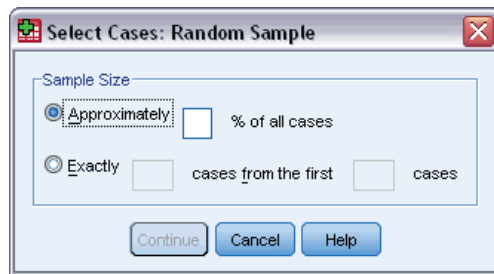 Select Cases: Random Sample
Sample Size
Approximately % of all cases
Exactly cases from the first cases
Continue Cancel Help